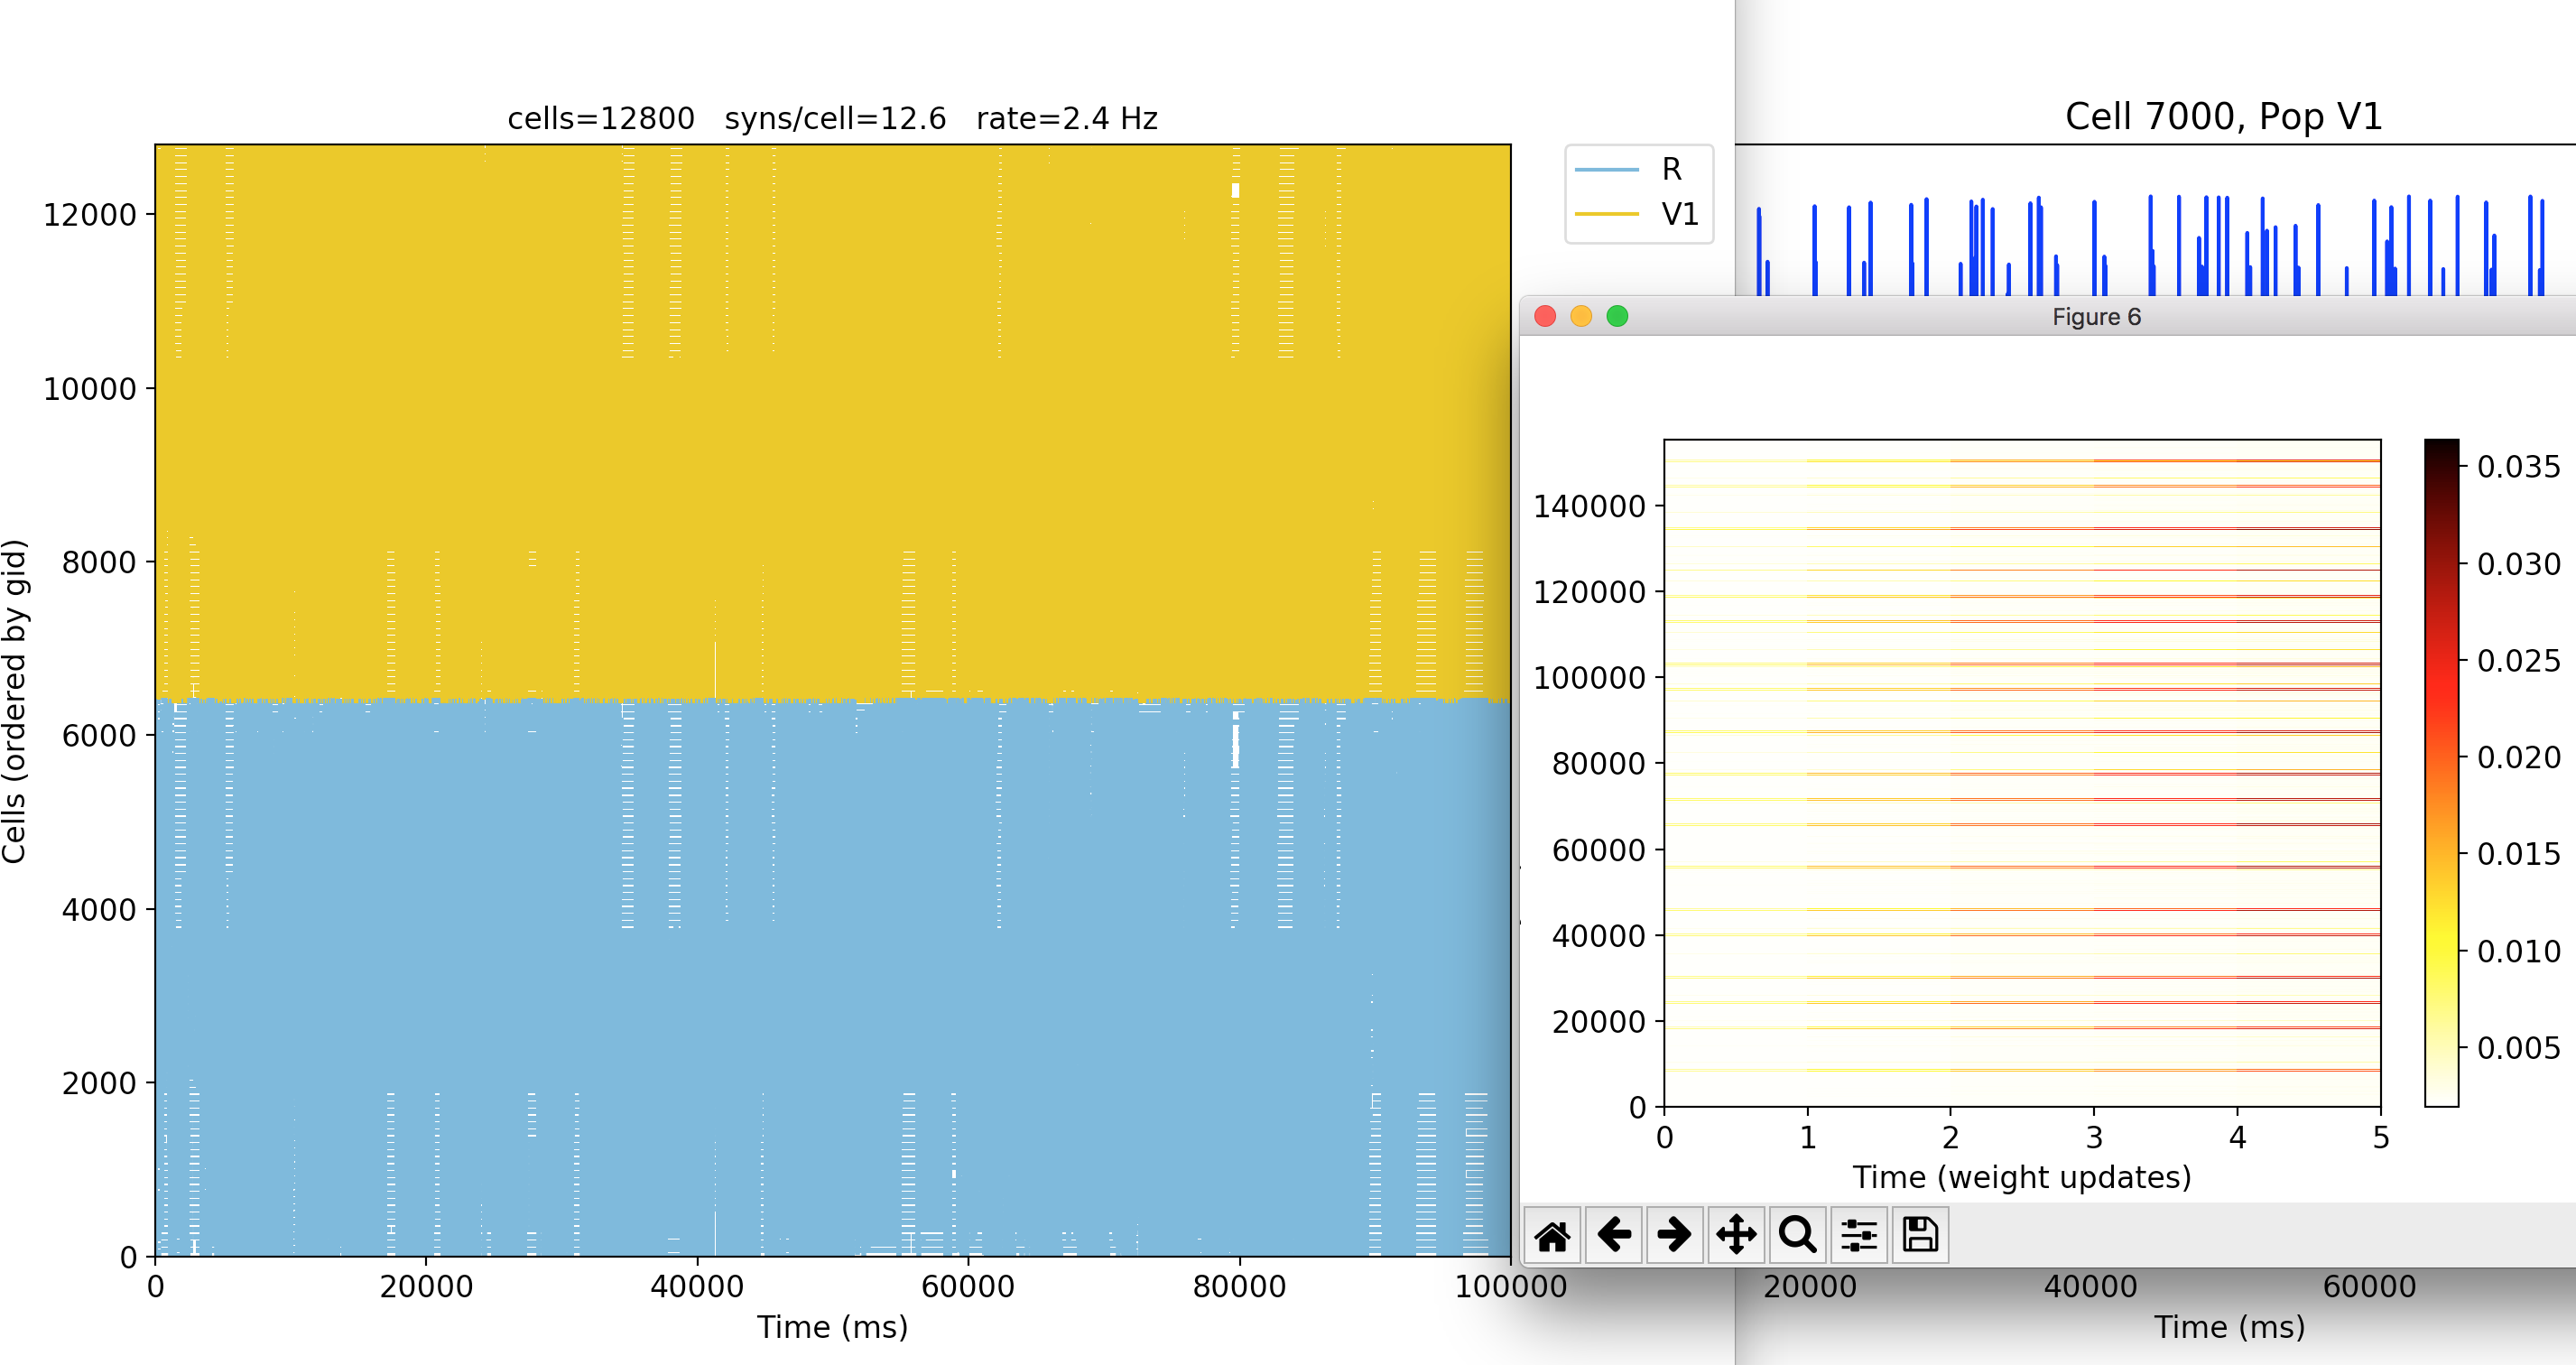 cells=12800 syns/cell=12.6 rate=2.4 Hz
R
V1
12000
10000
8000
6000
4000
2000
0
Cells (ordered by gid)
0 20000 40000 60000 80000 100000
Time (ms)
Cell 7000, Pop V1
20000 40000 60000
Time (ms)
Figure 6
140000
120000
100000
80000
60000
40000
20000
0
0 1 2 3 4 5
Time (weight updates)
0.035
0.030
0.025
0.020
0.015
0.010
0.005